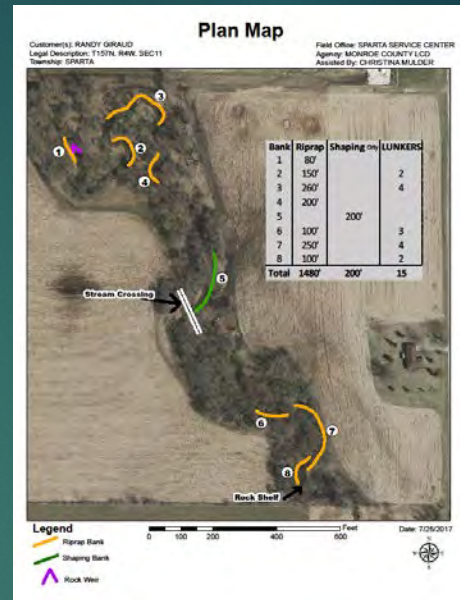 Plan Map
Customer(s): RANDY GIRAUD
Legal Description: T157N, R4W, SEC11
Township: SPARTA
Field Office: SPARTA SERVICE CENTER
Agency: MONROE COUNTY LCD
Assisted By: CHRISTINA MULDER
3
1
2
4
Bank Riprap Shaping Only LUNKERS
1 80'
2 150' 2
3 260' 4
4 200'
5 200'
6 100' 3
7 250' 4
8 100' 2
Total 1480' 200' 15
5
Stream Crossing
6
7
8
Rock Shelf
Legend
Riprap Bank
Shaping Bank
Rock Weir
0 100 200 300 400 600 Feet
Date: 7/25/2017